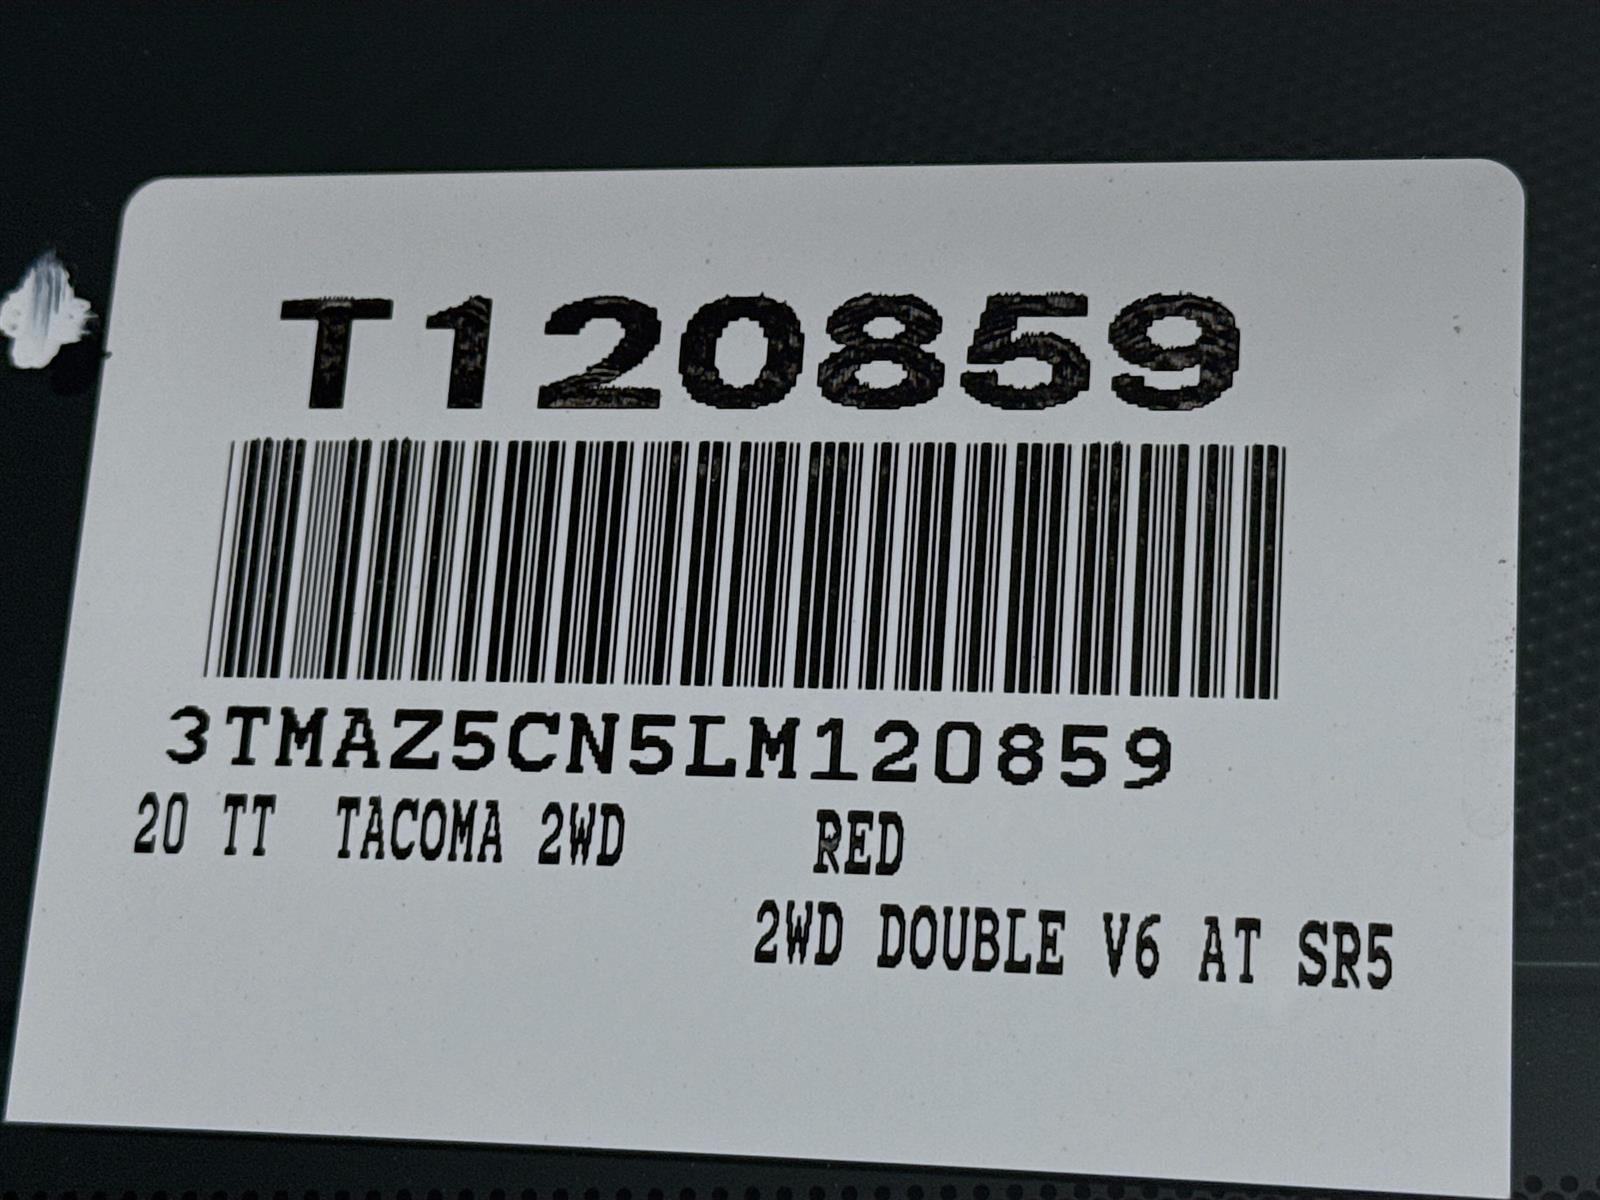 T120859
3TMAZ5CN5LM120859
20 TT TACOMA 2WD RED
2WD DOUBLE V6 AT SR5